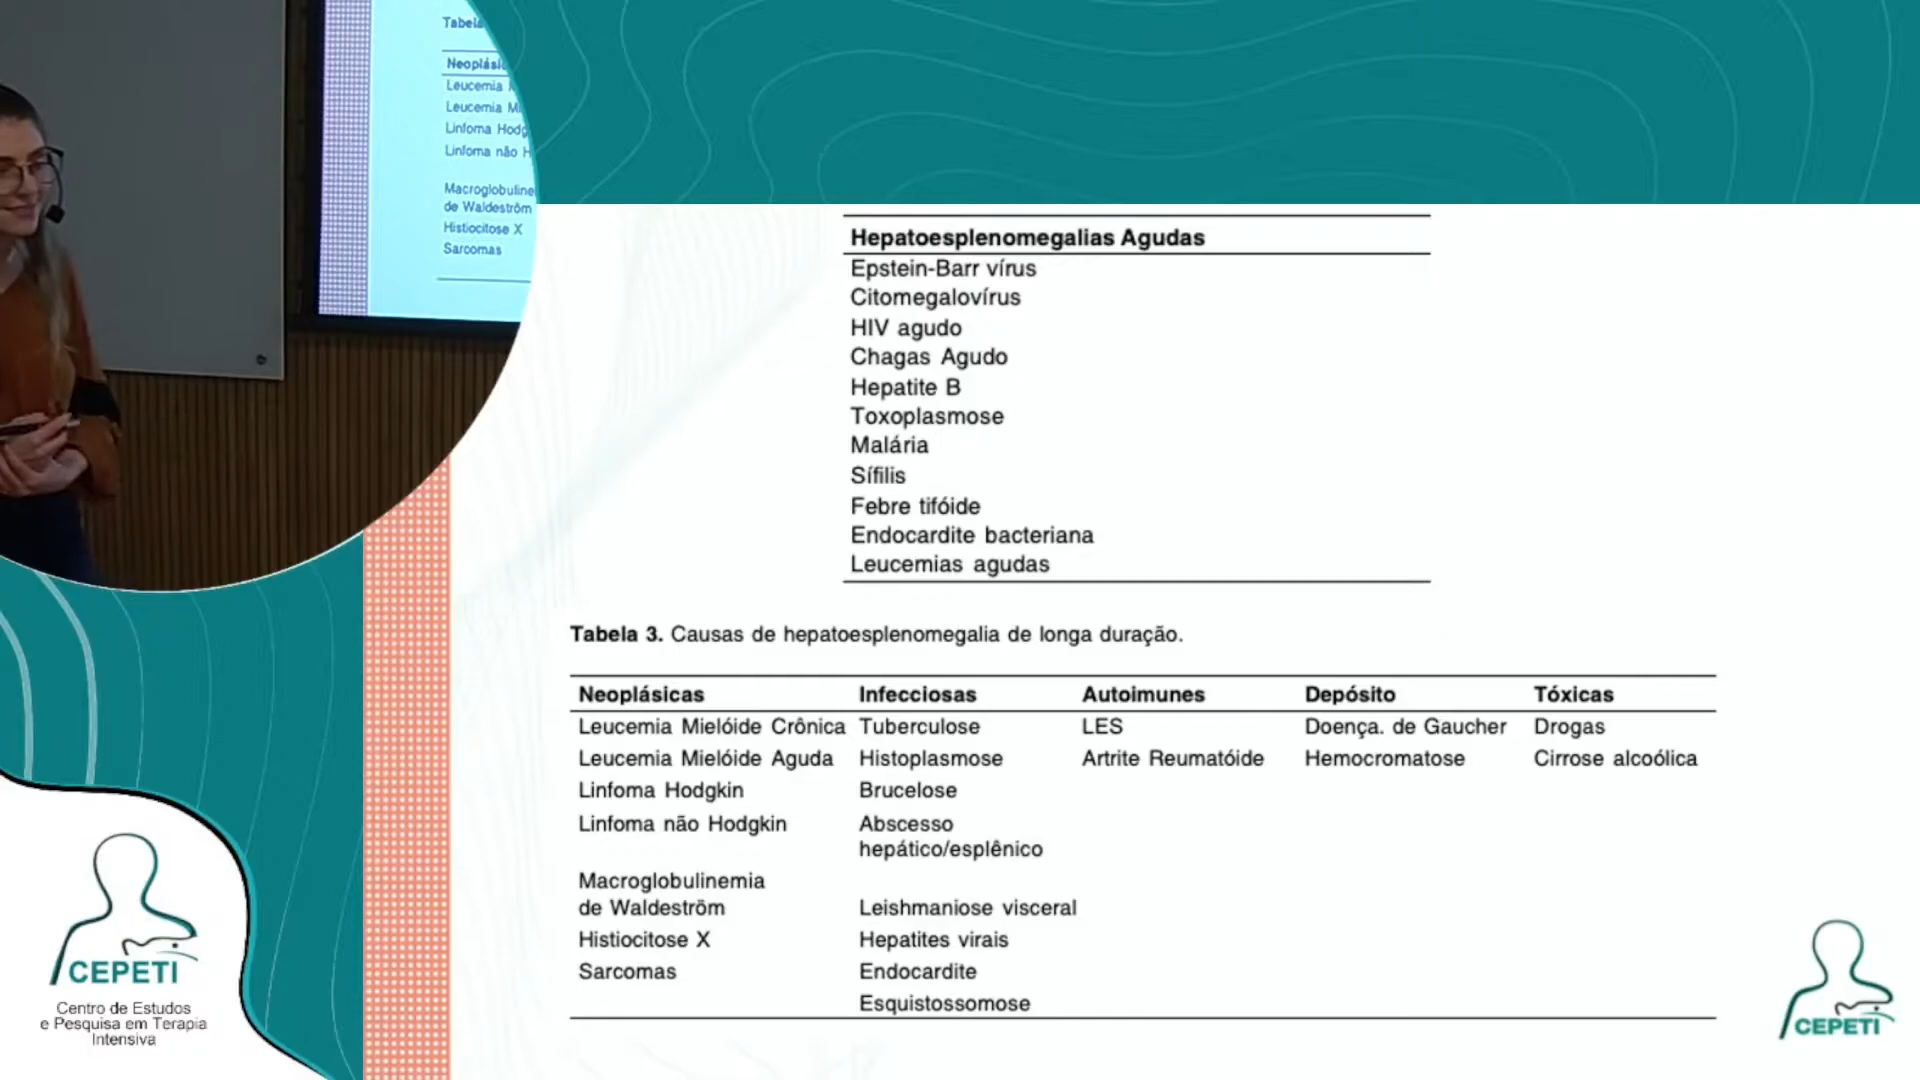 Tabela
Neoplási
Leucemia
Leucemia Mi
Linfoma Hodg
Linfoma não H
Macroglobuline
de Waldeström
Histiocitose X
Sarcomas
Hepatoesplenomegalias Agudas
Epstein-Barr vírus
Citomegalovírus
HIV agudo
Chagas Agudo
Hepatite B
Toxoplasmose
Malária
Sífilis
Febre tifóide
Endocardite bacteriana
Leucemias agudas
Tabela 3. Causas de hepatoesplenomegalia de longa duração.
Neoplásicas Infecciosas Autoimunes Depósito Tóxicas
Leucemia Mielóide Crônica Tuberculose LES Doença. de Gaucher Drogas
Leucemia Mielóide Aguda Histoplasmose Artrite Reumatóide Hemocromatose Cirrose alcoólica
Linfoma Hodgkin Brucelose
Linfoma não Hodgkin Abscesso
hepático/esplênico
Macroglobulinemia
de Waldeström Leishmaniose visceral
Histiocitose X Hepatites virais
Sarcomas Endocardite
Esquistossomose
CEPETI
Centro de Estudos
e Pesquisa em Terapia
Intensiva
CEPETI